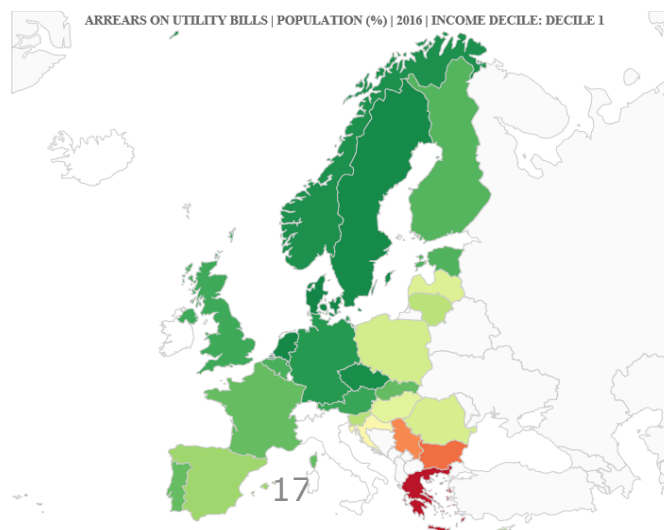 ARREARS ON UTILITY BILLS | POPULATION (%) | 2016 | INCOME DECILE: DECILE 1
17